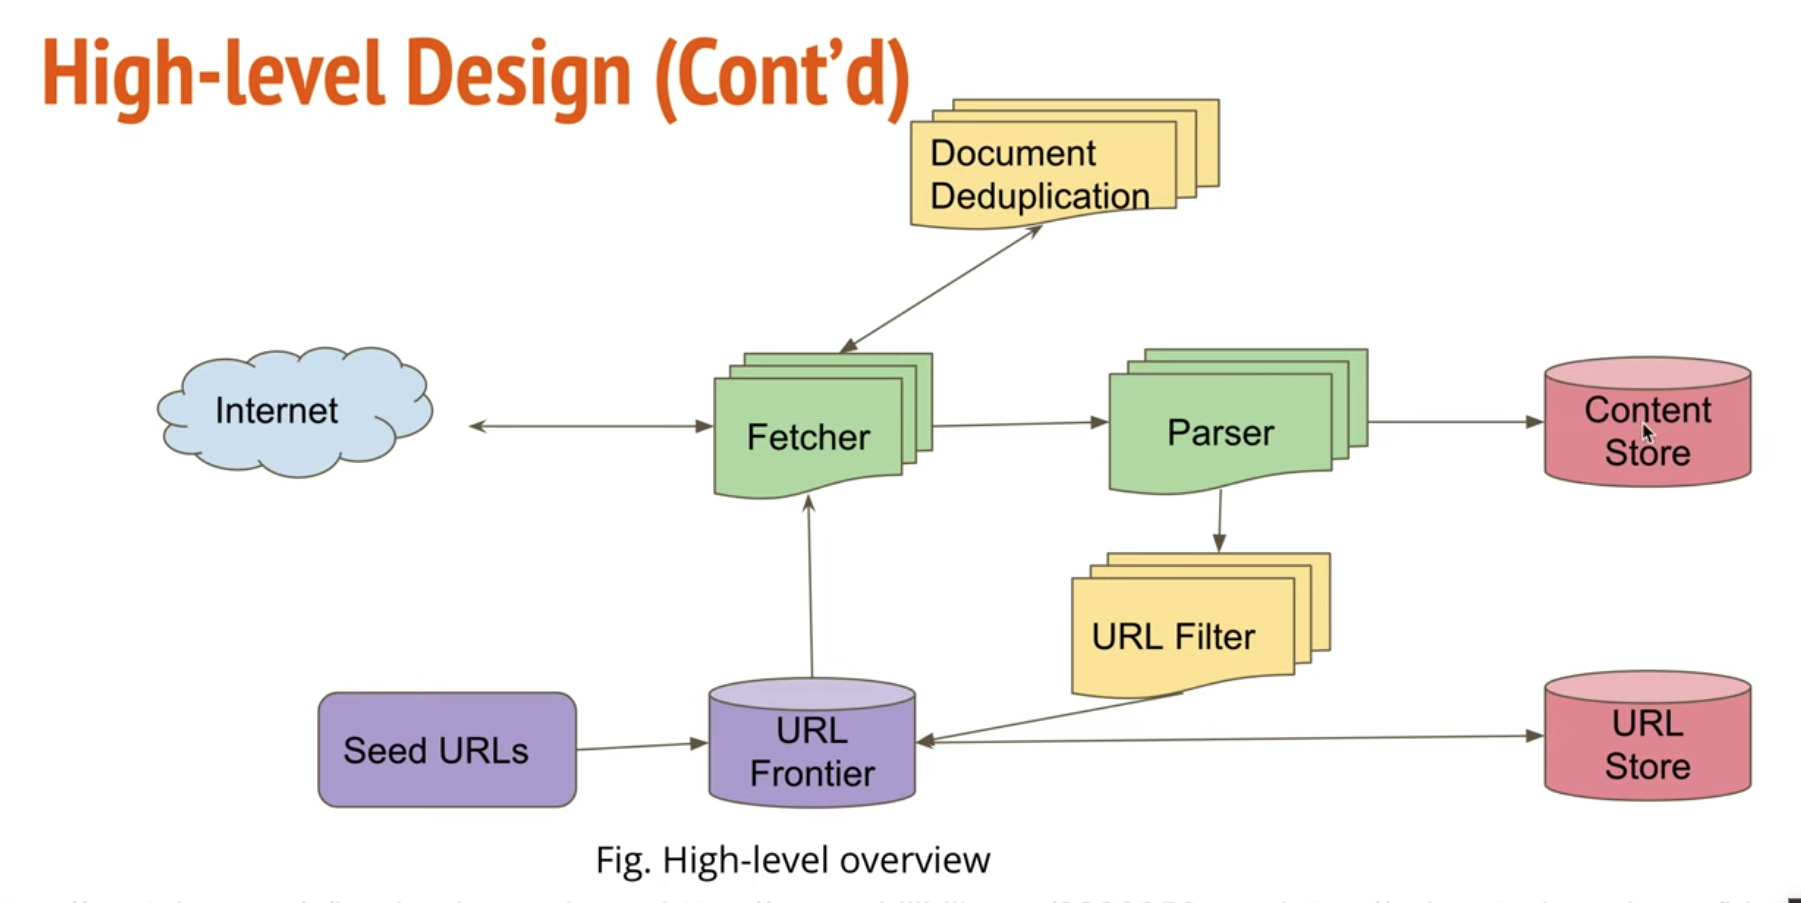 High-level Design (Cont’d)
Document
Deduplication
Internet
Fetcher
Parser
Content
Store
URL Filter
Seed URLs
URL
Frontier
URL
Store
Fig. High-level overview